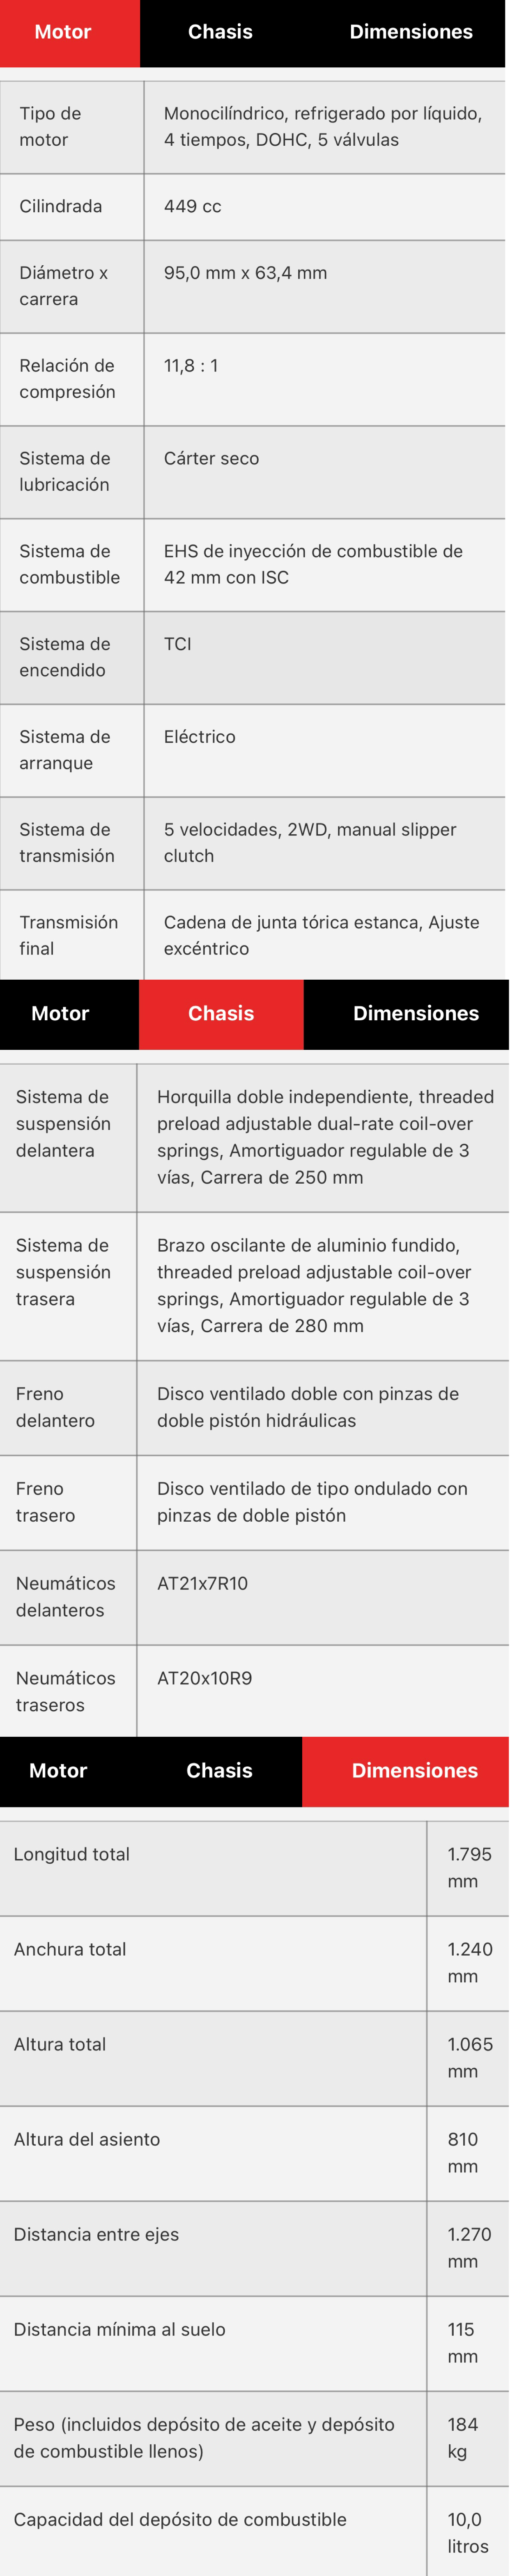 Motor Chasis Dimensiones
Tipo de
motor
Monocilíndrico, refrigerado por líquido,
4 tiempos, DOHC, 5 válvulas
Cilindrada
449 cc
Diámetro x
carrera
95,0 mm x 63,4 mm
Relación de
compresión
11,8 : 1
Sistema de
lubricación
Cárter seco
Sistema de
combustible
EHS de inyección de combustible de
42 mm con ISC
Sistema de
encendido
TCI
Sistema de
arranque
Eléctrico
Sistema de
transmisión
5 velocidades, 2WD, manual slipper
clutch
Transmisión
final
Cadena de junta tórica estanca, Ajuste
excéntrico
Motor Chasis Dimensiones
Sistema de
suspensión
delantera
Horquilla doble independiente, threaded
preload adjustable dual-rate coil-over
springs, Amortiguador regulable de 3
vías, Carrera de 250 mm
Sistema de
suspensión
trasera
Brazo oscilante de aluminio fundido,
threaded preload adjustable coil-over
springs, Amortiguador regulable de 3
vías, Carrera de 280 mm
Freno
delantero
Disco ventilado doble con pinzas de
doble pistón hidráulicas
Freno
trasero
Disco ventilado de tipo ondulado con
pinzas de doble pistón
Neumáticos
delanteros
AT21x7R10
Neumáticos
traseros
AT20x10R9
Motor Chasis Dimensiones
Longitud total
1.795
mm
Anchura total
1.240
mm
Altura total
1.065
mm
Altura del asiento
810
mm
Distancia entre ejes
1.270
mm
Distancia mínima al suelo
115
mm
Peso (incluidos depósito de aceite y depósito
de combustible llenos)
184
kg
Capacidad del depósito de combustible
10,0
litros